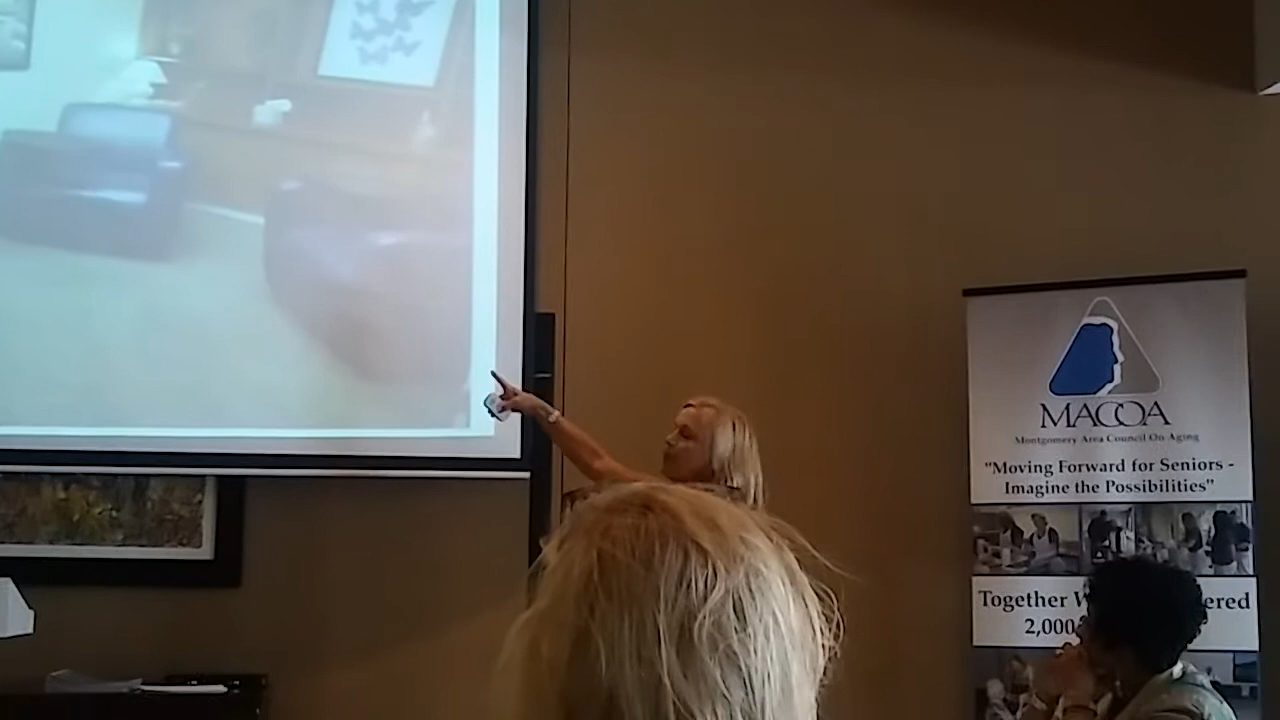 MACOA
Montgomery Area Council On Aging
"Moving Forward for Seniors -
Imagine the Possibilities"
Together W ered
2,000